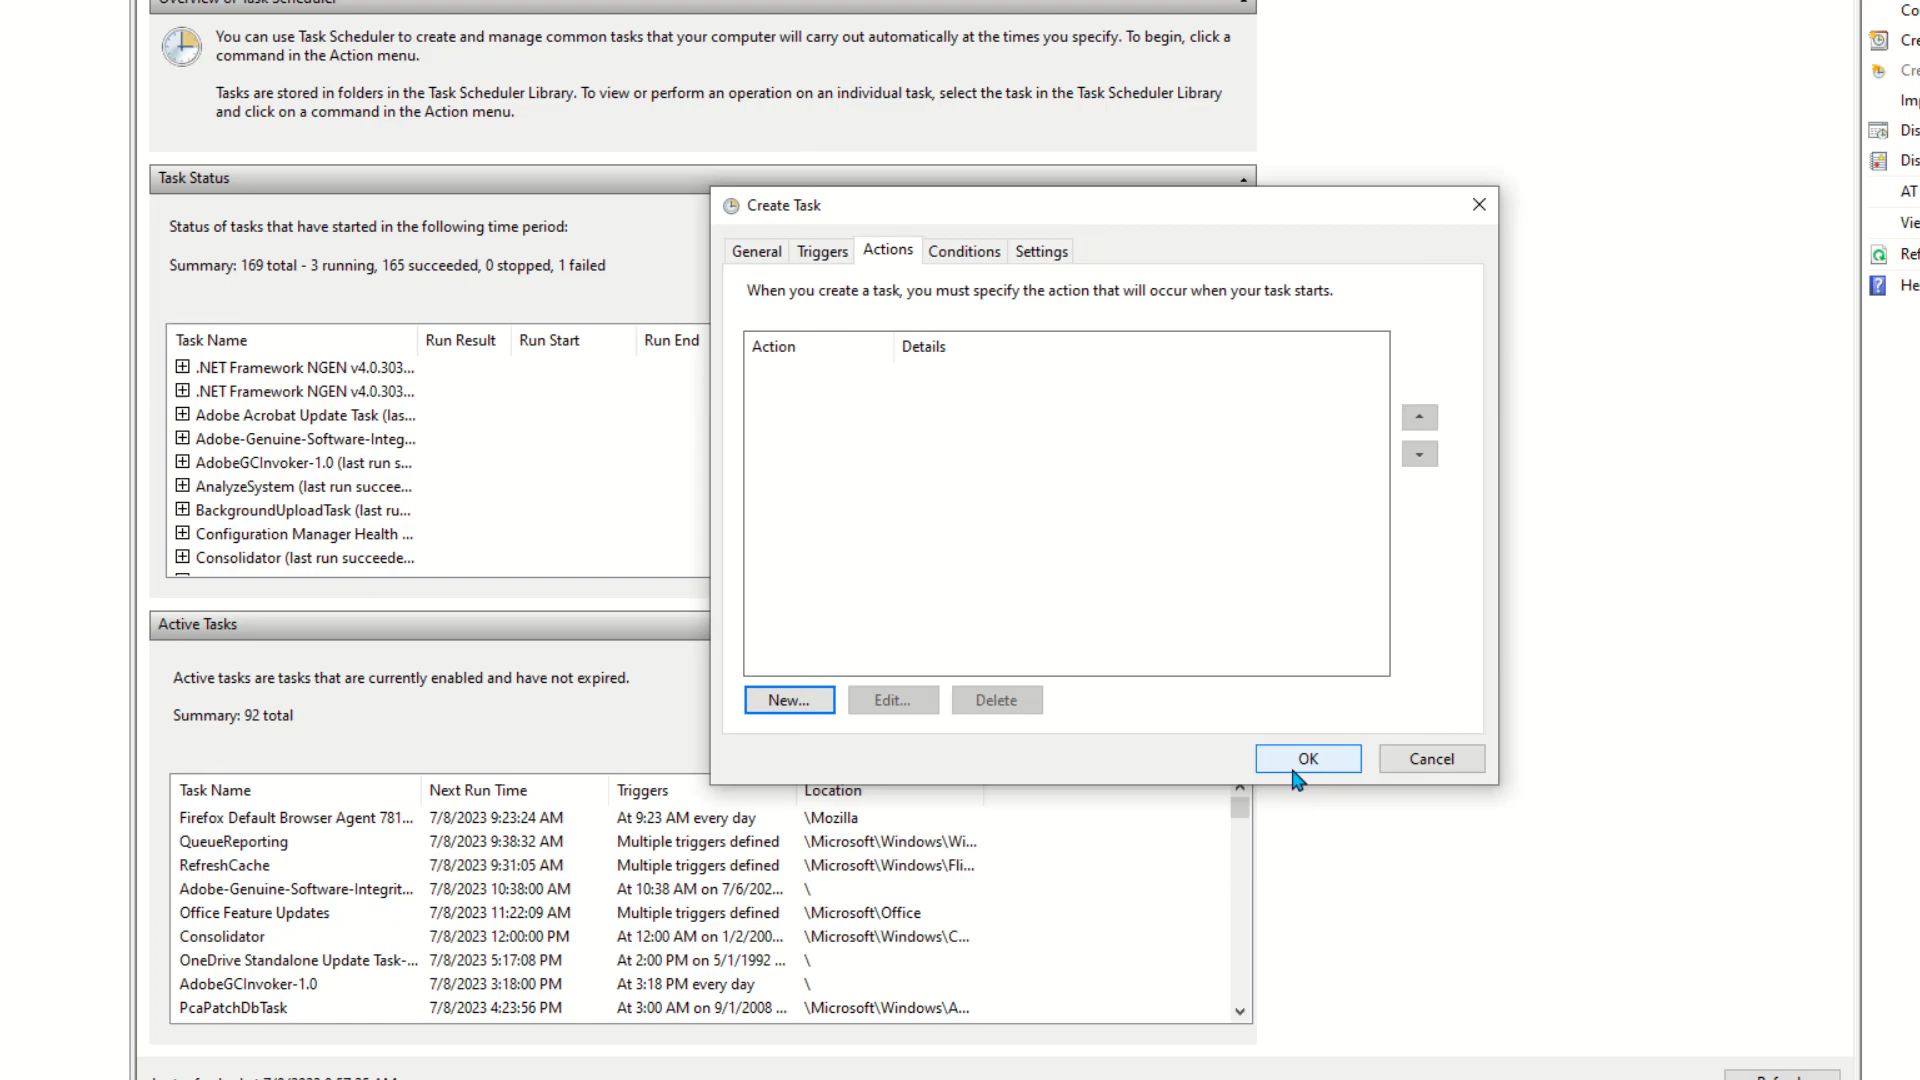 You can use Task Scheduler to create and manage common tasks that your computer will carry out automatically at the times you specify. To begin, click a
command in the Action menu.
Tasks are stored in folders in the Task Scheduler Library. To view or perform an operation on an individual task, select the task in the Task Scheduler Library
and click on a command in the Action menu.
Task Status
Status of tasks that have started in the following time period:
Summary: 169 total - 3 running, 165 succeeded, 0 stopped, 1 failed
Task Name Run Result Run Start Run End
.NET Framework NGEN v4.0.303...
.NET Framework NGEN v4.0.303...
Adobe Acrobat Update Task (las...
Adobe-Genuine-Software-Integ...
AdobeGCInvoker-1.0 (last run s...
AnalyzeSystem (last run succee...
BackgroundUploadTask (last ru...
Configuration Manager Health ...
Consolidator (last run succeede...
Create Task
General Triggers Actions Conditions Settings
When you create a task, you must specify the action that will occur when your task starts.
Action Details
New... Edit... Delete
OK Cancel
Active Tasks
Active tasks are tasks that are currently enabled and have not expired.
Summary: 92 total
Task Name Next Run Time Triggers Location
Firefox Default Browser Agent 781... 7/8/2023 9:23:24 AM At 9:23 AM every day \Mozilla
QueueReporting 7/8/2023 9:38:32 AM Multiple triggers defined \Microsoft\Windows\Wi...
RefreshCache 7/8/2023 9:31:05 AM Multiple triggers defined \Microsoft\Windows\Fli...
Adobe-Genuine-Software-Integrit... 7/8/2023 10:38:00 AM At 10:38 AM on 7/6/202... \
Office Feature Updates 7/8/2023 11:22:09 AM Multiple triggers defined \Microsoft\Office
Consolidator 7/8/2023 12:00:00 PM At 12:00 AM on 1/2/200... \Microsoft\Windows\C...
OneDrive Standalone Update Task-... 7/8/2023 5:17:08 PM At 2:00 PM on 5/1/1992 ... \
AdobeGCInvoker-1.0 7/8/2023 3:18:00 PM At 3:18 PM every day \
PcaPatchDbTask 7/8/2023 4:23:56 PM At 3:00 AM on 9/1/2008 ... \Microsoft\Windows\A...
Co
Cre
Cre
Imp
Dis
Dis
AT
Vie
Ref
He